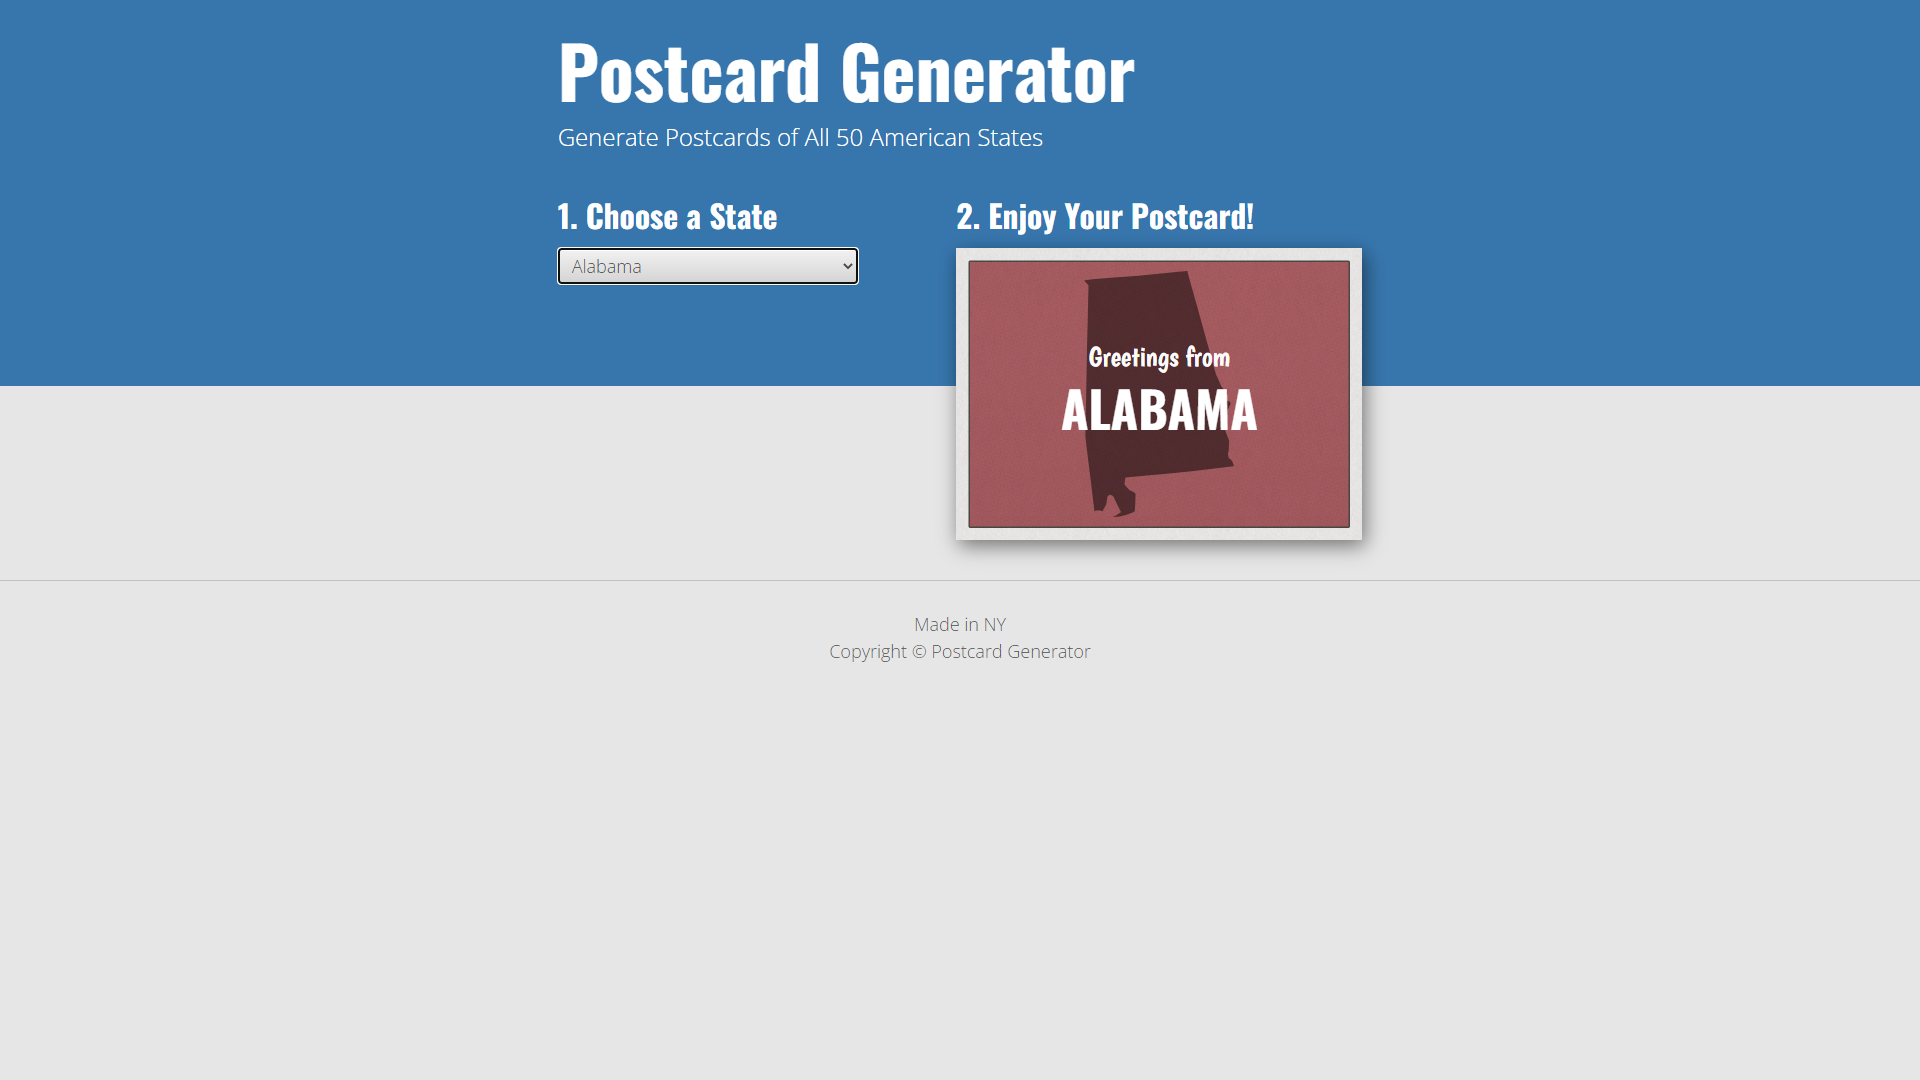 Postcard Generator
Generate Postcards of All 50 American States
1. Choose a State
Alabama
2. Enjoy Your Postcard!
Greetings from
ALABAMA
Made in NY
Copyright © Postcard Generator